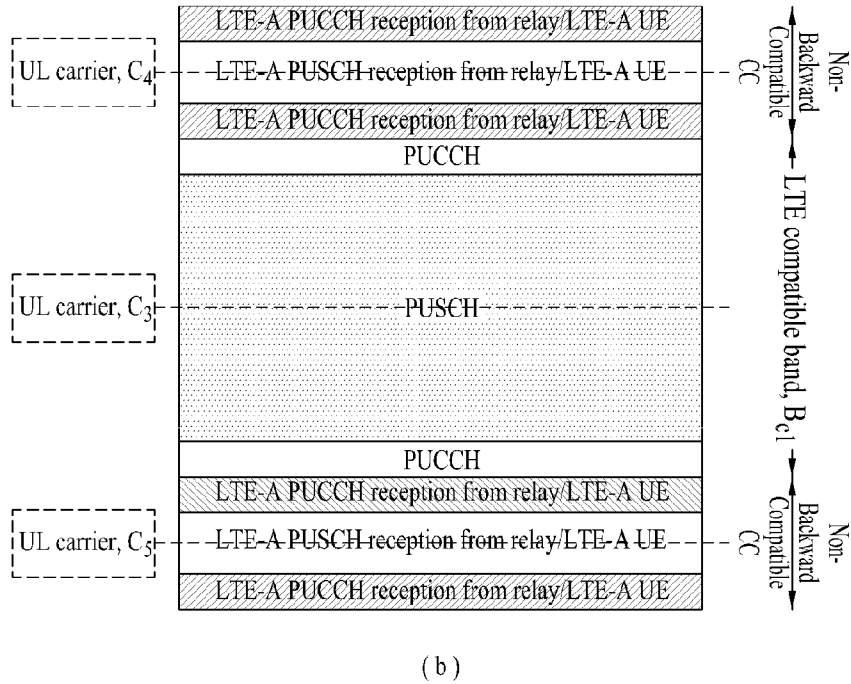 LTE-A PUCCH reception from relay/LTE-A UE
UL carrier, C4
LTE-A PUSCH reception from relay/LTE-A UE
LTE-A PUCCH reception from relay/LTE-A UE
Non-
Backward
Compatible
CC
PUCCH
UL carrier, C3
PUSCH
LTE compatible band, Bc1
PUCCH
LTE-A PUCCH reception from relay/LTE-A UE
UL carrier, C5
LTE-A PUSCH reception from relay/LTE-A UE
LTE-A PUCCH reception from relay/LTE-A UE
Non-
Backward
Compatible
CC
( b )